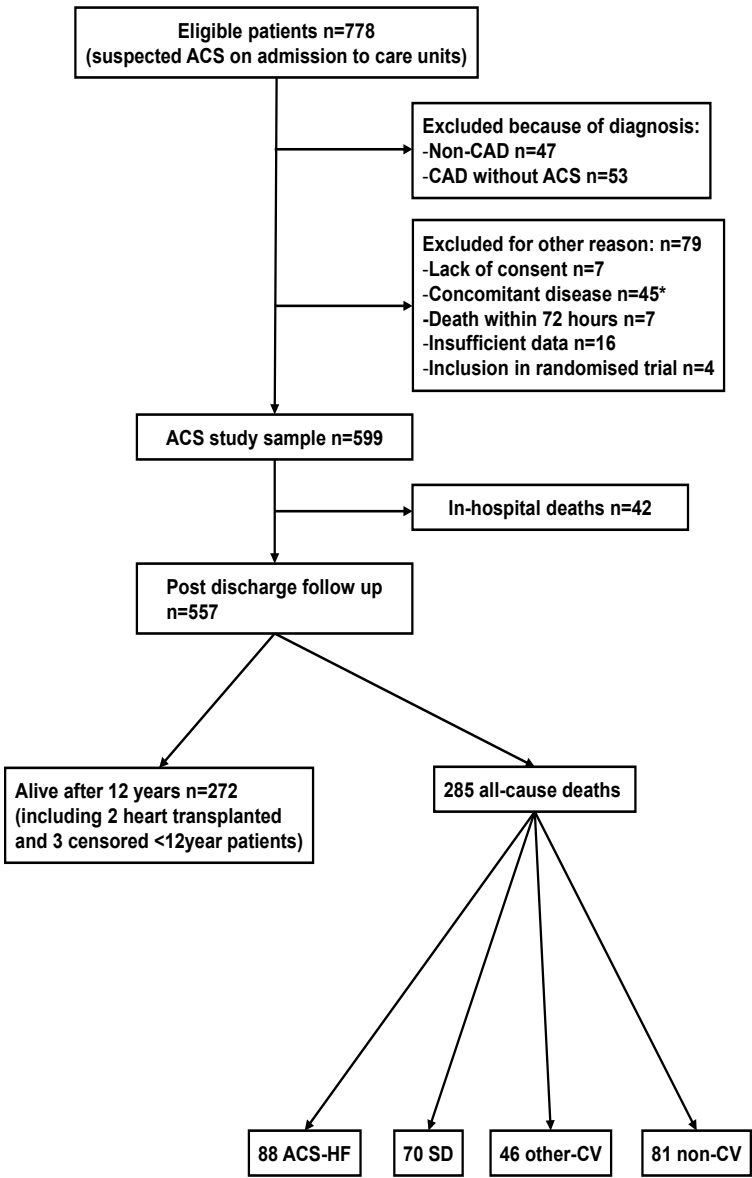 Eligible patients n=778
(suspected ACS on admission to care units)
Excluded because of diagnosis:
-Non-CAD n=47
-CAD without ACS n=53
Excluded for other reason: n=79
-Lack of consent n=7
-Concomitant disease n=45*
-Death within 72 hours n=7
-Insufficient data n=16
-Inclusion in randomised trial n=4
ACS study sample n=599
In-hospital deaths n=42
Post discharge follow up
n=557
Alive after 12 years n=272
(including 2 heart transplanted
and 3 censored <12year patients)
285 all-cause deaths
88 ACS-HF
70 SD
46 other-CV
81 non-CV